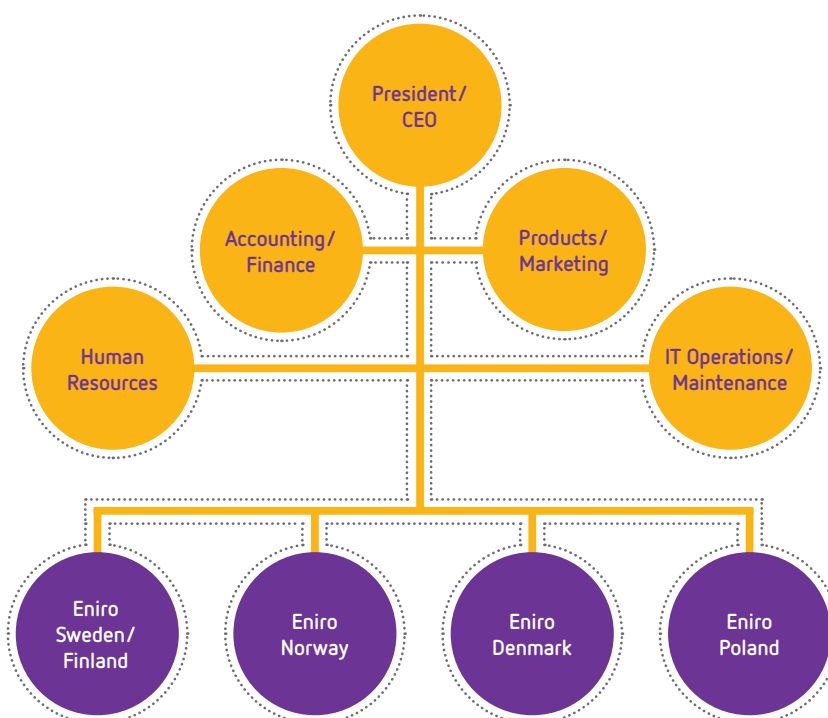 President/
CEO
Accounting/
Finance
Products/
Marketing
Human
Resources
IT Operations/
Maintenance
Eniro
Sweden/
Finland
Eniro
Norway
Eniro
Denmark
Eniro
Poland